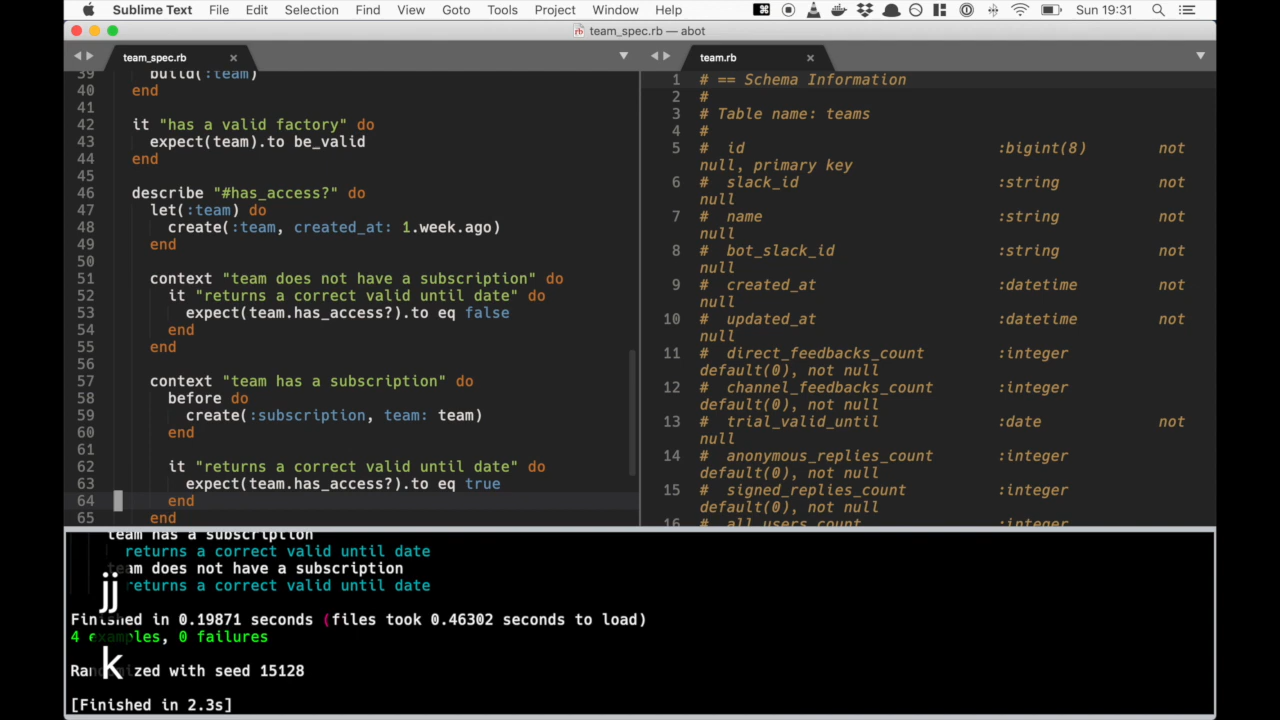 Sublime Text File Edit Selection Find View Goto Tools Project Window Help Sun 19:31
team_spec.rb — abot
team_spec.rb
39 build(:team)
40 end
41
42 it "has a valid factory" do
43 expect(team).to be_valid
44 end
45
46 describe "#has_access?" do
47 let(:team) do
48 create(:team, created_at: 1.week.ago)
49 end
50
51 context "team does not have a subscription" do
52 it "returns a correct valid until date" do
53 expect(team.has_access?).to eq false
54 end
55 end
56
57 context "team has a subscription" do
58 before do
59 create(:subscription, team: team)
60 end
61
62 it "returns a correct valid until date" do
63 expect(team.has_access?).to eq true
64 end
65 end
team.rb
1 # == Schema Information
2 #
3 # Table name: teams
4 #
5 # id :bigint(8) not
null, primary key
6 # slack_id :string not
null
7 # name :string not
null
8 # bot_slack_id :string not
null
9 # created_at :datetime not
null
10 # updated_at :datetime not
null
11 # direct_feedbacks_count :integer
default(0), not null
12 # channel_feedbacks_count :integer
default(0), not null
13 # trial_valid_until :date not
null
14 # anonymous_replies_count :integer
default(0), not null
15 # signed_replies_count :integer
default(0), not null
16 # all_users_count :integer
team has a subscription
returns a correct valid until date
team does not have a subscription
returns a correct valid until date
jj
Finished in 0.19871 seconds (files took 0.46302 seconds to load)
4 examples, 0 failures
k
Randomized with seed 15128
[Finished in 2.3s]